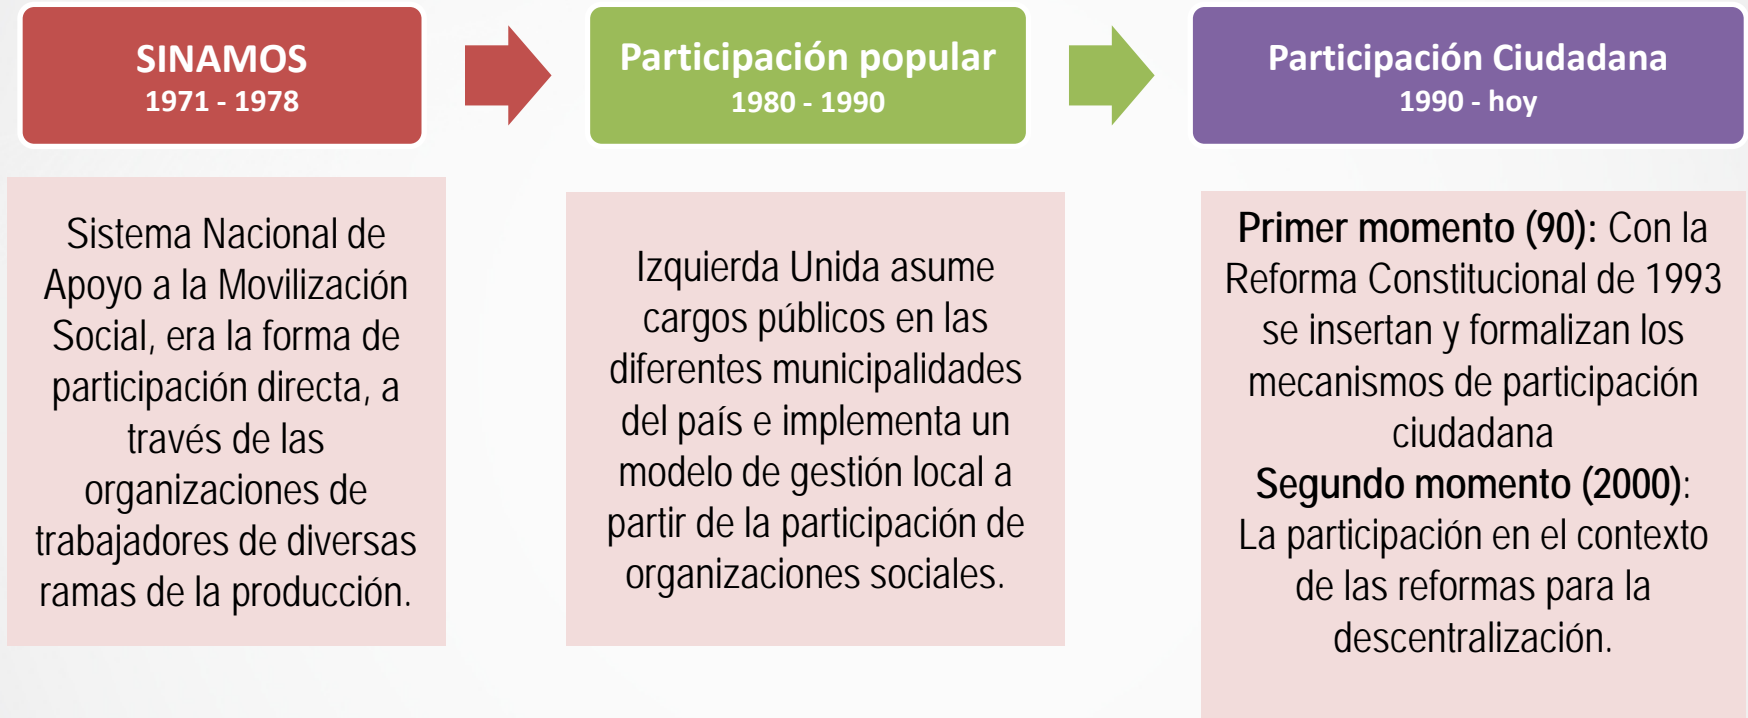 SINAMOS
1971 - 1978
Participación popular
1980 - 1990
Participación Ciudadana
1990 - hoy
Sistema Nacional de
Apoyo a la Movilización
Social, era la forma de
participación directa, a
través de las
organizaciones de
trabajadores de diversas
ramas de la producción.
Izquierda Unida asume
cargos públicos en las
diferentes municipalidades
del país e implementa un
modelo de gestión local a
partir de la participación de
organizaciones sociales.
Primer momento (90): Con la
Reforma Constitucional de 1993
se insertan y formalizan los
mecanismos de participación
ciudadana
Segundo momento (2000):
La participación en el contexto
de las reformas para la
descentralización.